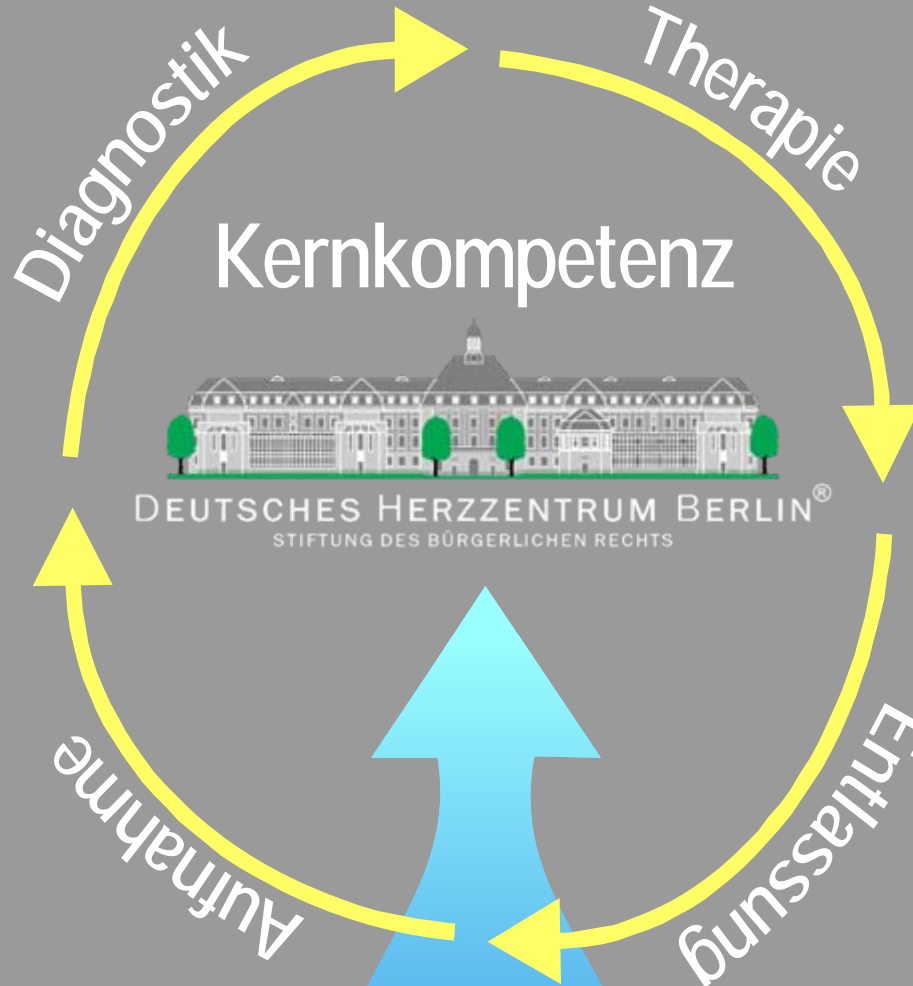 Diagnostik
Therapie
Kernkompetenz
DEUTSCHES HERZZENTRUM BERLIN®
STIFTUNG DES BÜRGERLICHEN RECHTS
Aufnahme
Entlassung